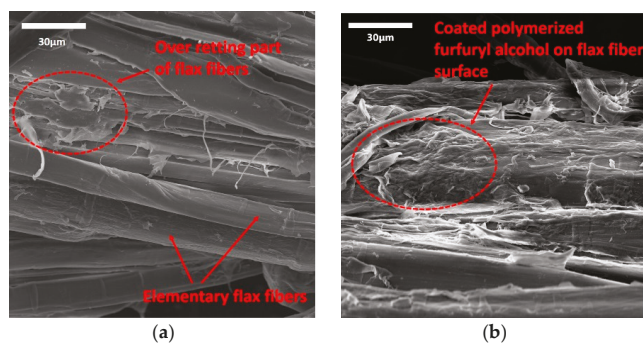 30μm
Over retting part
of flax fibers
Elementary flax fibers
(a)
30μm
Coated polymerized
furfuryl alcohol on flax fiber
surface
(b)